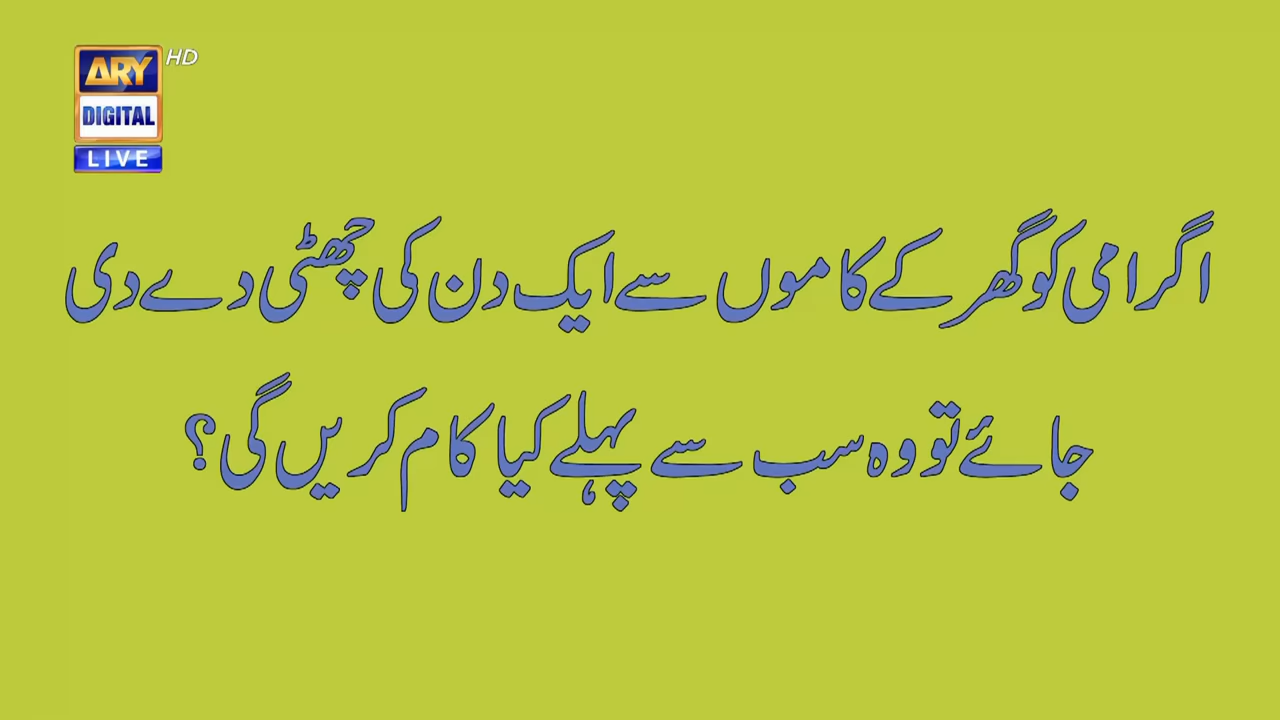 ARY HD
DIGITAL
LIVE
اگر امی کو گھر کے کاموں سے ایک دن کی چھٹی دے دی
جائے تو وہ سب سے پہلے کیا کام کریں گی؟